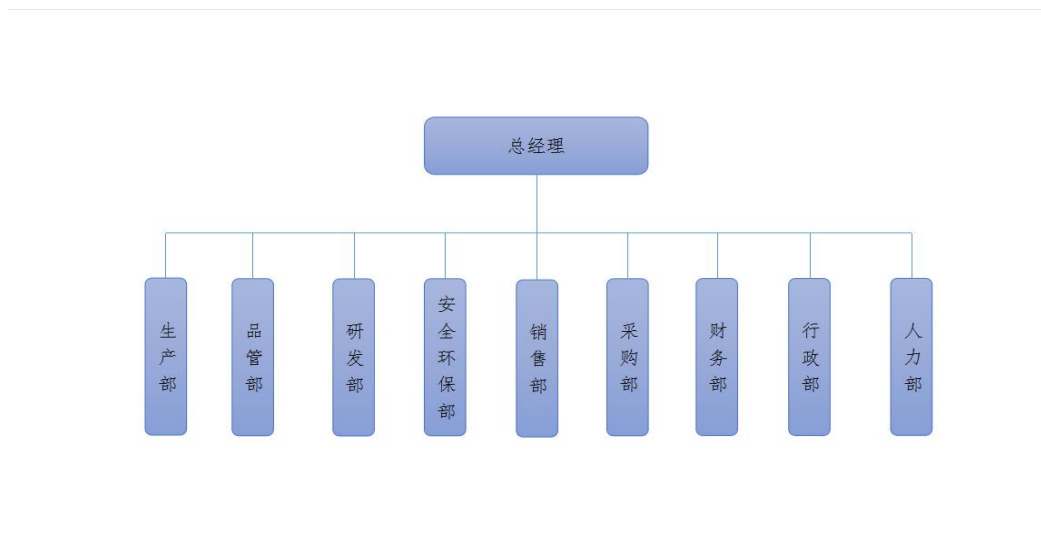 总经理
生产部
品管部
研发部
安全环保部
销售部
采购部
财务部
行政部
人力部